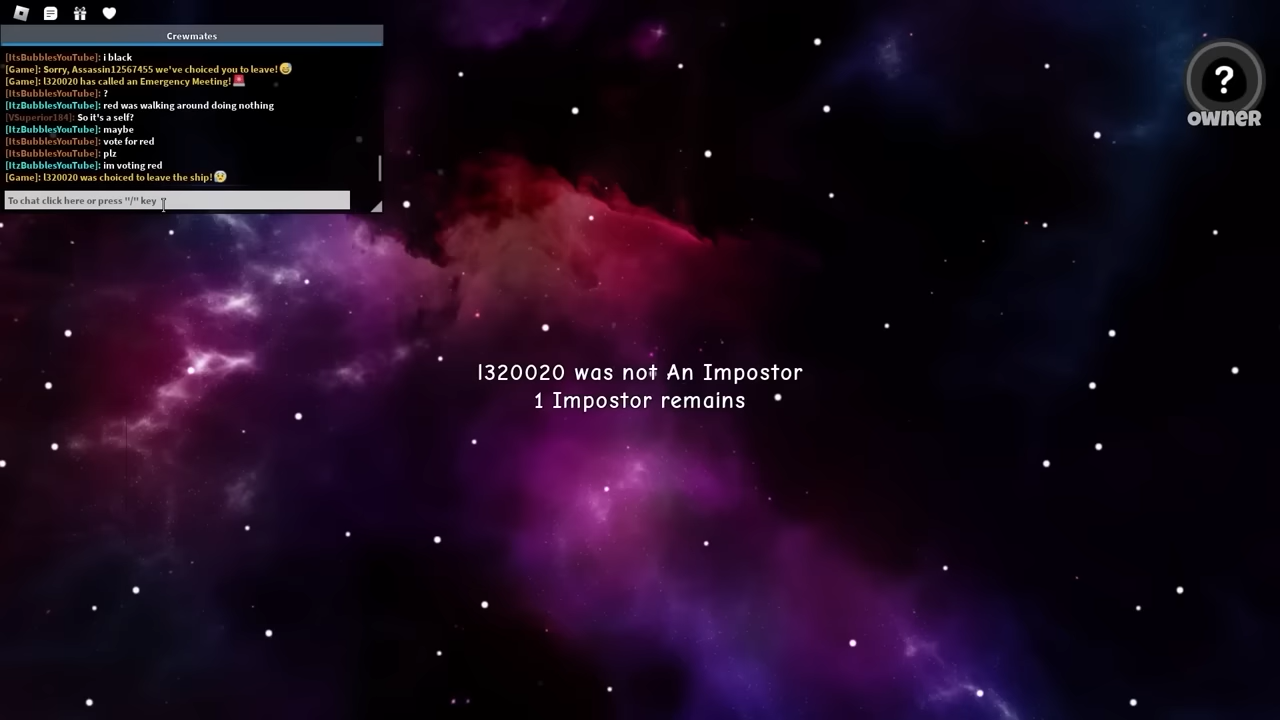 Crewmates
[ItsBubblesYouTube]: i black
[Game]: Sorry, Assassin12567455 we've choiced you to leave!😅
[Game]: l320020 has called an Emergency Meeting!🚨
[ItsBubblesYouTube]: ?
[ItzBubblesYouTube]: red was walking around doing nothing
[VSuperior184]: So it's a self?
[ItzBubblesYouTube]: maybe
[ItsBubblesYouTube]: vote for red
[ItsBubblesYouTube]: plz
[ItzBubblesYouTube]: im voting red
[Game]: l320020 was choiced to leave the ship!😰
To chat click here or press "/" key
?
OWNER
l320020 was not An Impostor
1 Impostor remains